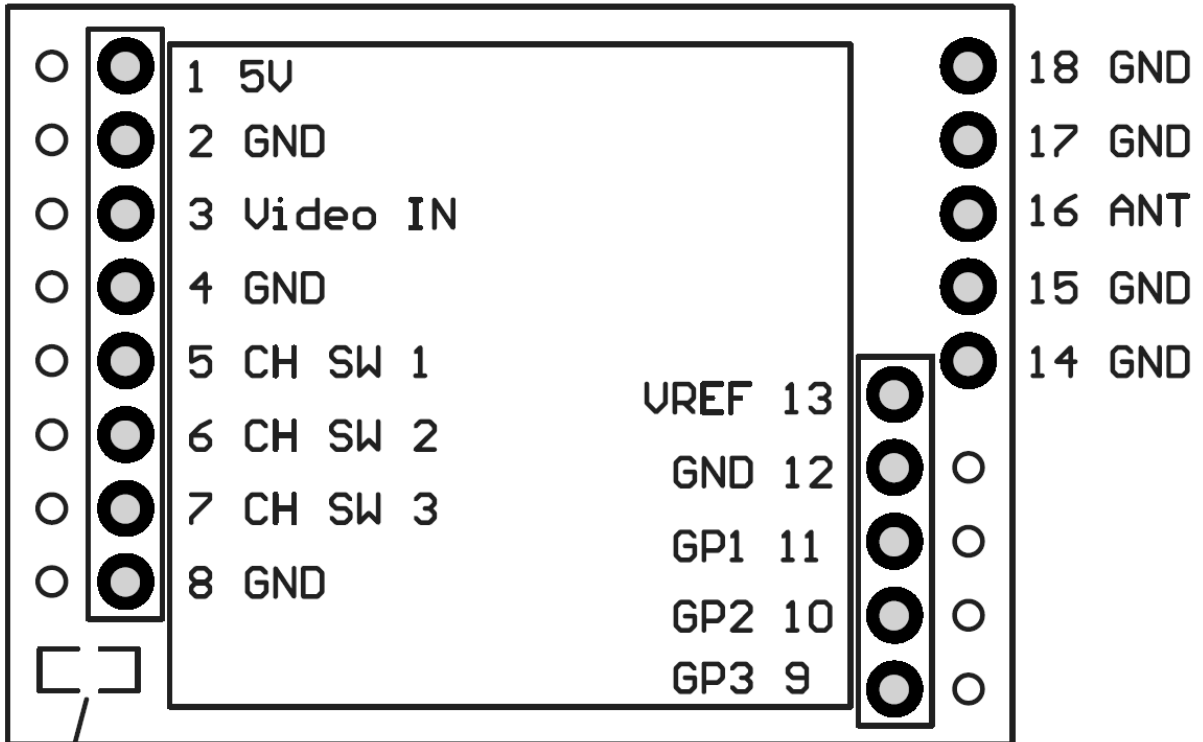 1 5V
2 GND
3 Video IN
4 GND
5 CH SW 1
6 CH SW 2
7 CH SW 3
8 GND
VREF 13
GND 12
GP1 11
GP2 10
GP3 9
18 GND
17 GND
16 ANT
15 GND
14 GND